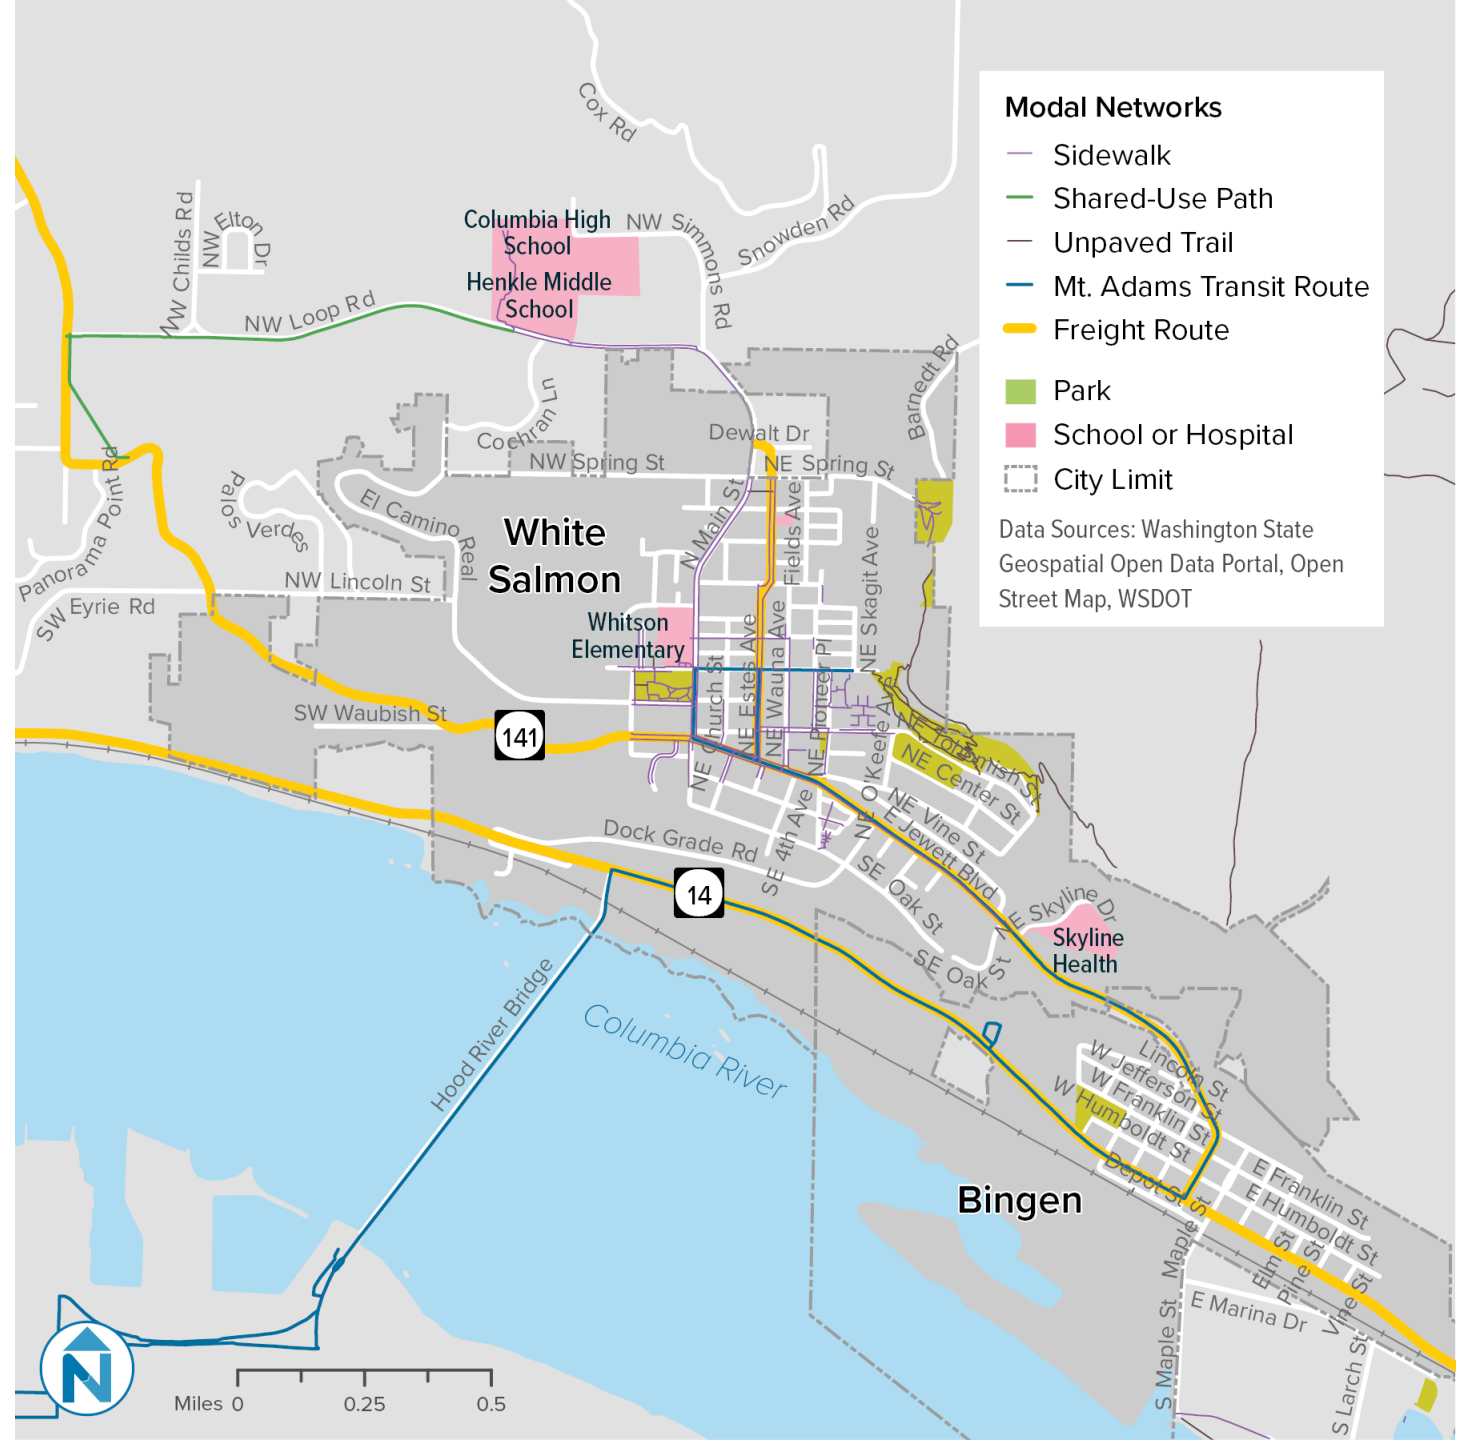 Cox Rd
Modal Networks
Sidewalk
Shared-Use Path
Unpaved Trail
Mt. Adams Transit Route
Freight Route
Park
School or Hospital
City Limit
Data Sources: Washington State
Geospatial Open Data Portal, Open
Street Map, WSDOT
NW Childs Rd
NW Elton Dr
Columbia High
School
Henkle Middle
School
NW Simmons Rd
Snowden Rd
NW Loop Rd
Barnedt Rd
Cochran Ln
Dewalt Dr
NW Spring St
NE Spring St
Palos Verdes
El Camino Real
Panorama Point Rd
White
Salmon
N Main St
Fields Ave
NE Skagit Ave
NW Lincoln St
SW Eyrie Rd
Whitson
Elementary
NE Church St
NE Estes Ave
NE Wauna Ave
NE Pioneer Pl
NE O'Keefe Ave
NE Tohomish St
NE Center St
SW Waubish St
141
NE Vine St
E Jewett Blvd
Dock Grade Rd
SE 4th Ave
SE Oak St
14
NE Skyline Dr
Skyline
Health
SE Oak St
Hood River Bridge
Columbia River
Lincoln St
W Jefferson St
W Franklin St
W Humboldt St
Depot St
Bingen
E Franklin St
E Humboldt St
Maple St
Elm St
Pine St
Vine St
E Marina Dr
S Maple St
S Larch St
N
Miles 0 0.25 0.5